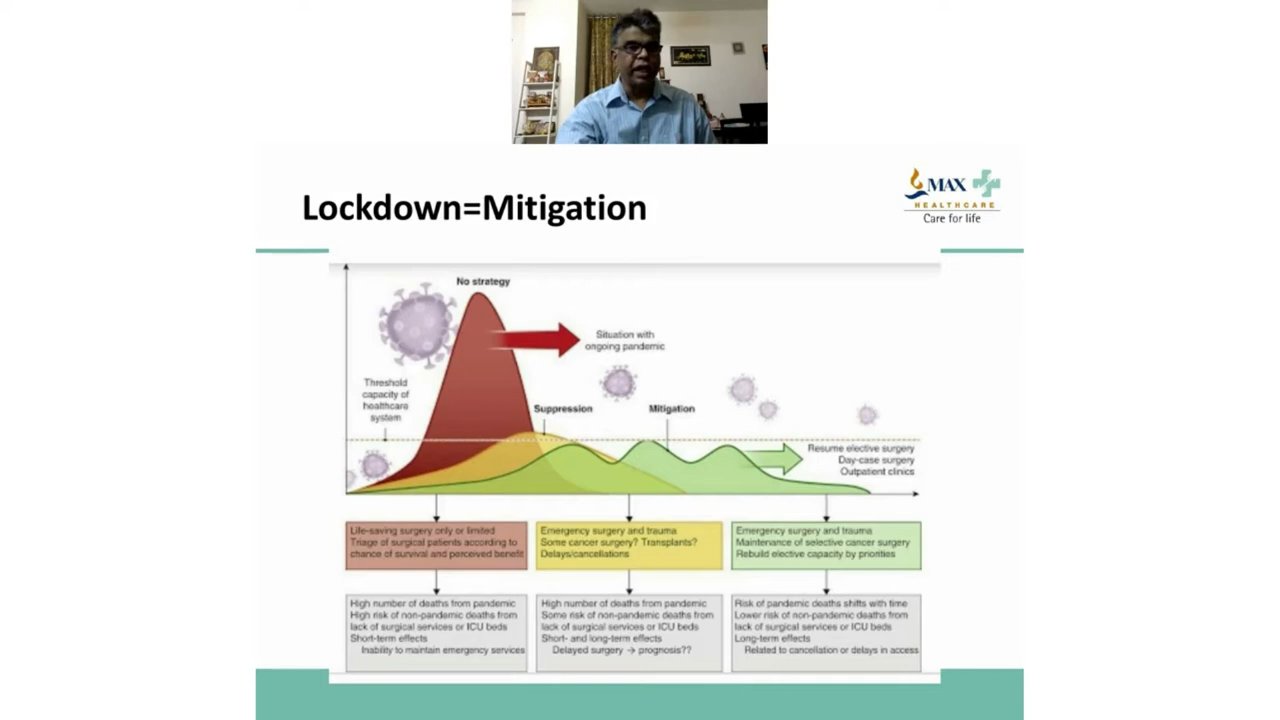 Lockdown=Mitigation
MAX
HEALTHCARE
Care for life
No strategy
Situation with
ongoing pandemic
Threshold
capacity of
healthcare
system
Suppression
Mitigation
Resume elective surgery
Day-case surgery
Outpatient clinics
Life-saving surgery only or limited
Triage of surgical patients according to
chance of survival and perceived benefit
Emergency surgery and trauma
Some cancer surgery? Transplants?
Delays/cancellations
Emergency surgery and trauma
Maintenance of selective cancer surgery
Rebuild elective capacity by priorities
High number of deaths from pandemic
High risk of non-pandemic deaths from
lack of surgical services or ICU beds
Short-term effects
Inability to maintain emergency services
High number of deaths from pandemic
Some risk of non-pandemic deaths from
lack of surgical services or ICU beds
Short- and long-term effects
Delayed surgery → prognosis??
Risk of pandemic deaths shifts with time
Lower risk of non-pandemic deaths from
lack of surgical services or ICU beds
Long-term effects
Related to cancellation or delays in access